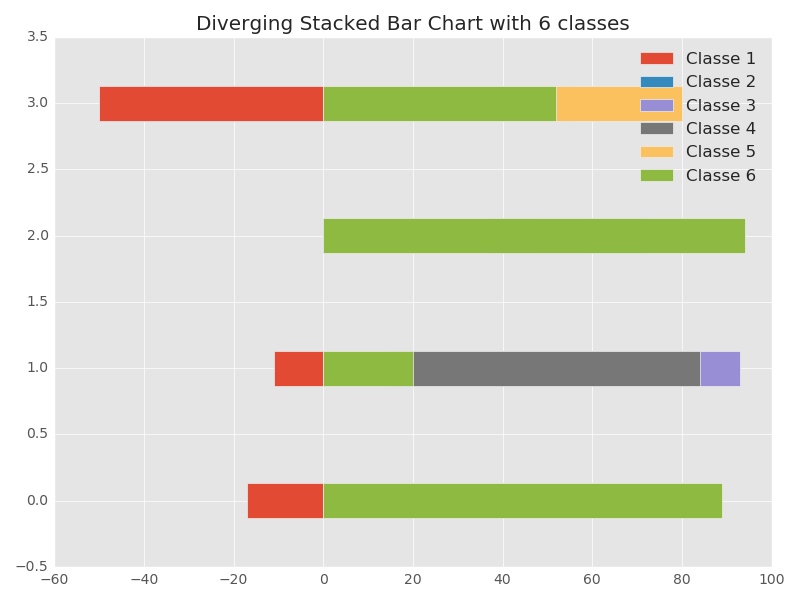 Diverging Stacked Bar Chart with 6 classes
3.5
3.0
2.5
2.0
1.5
1.0
0.5
0.0
−0.5
Classe 1
Classe 2
Classe 3
Classe 4
Classe 5
Classe 6
−60 −40 −20 0 20 40 60 80 100